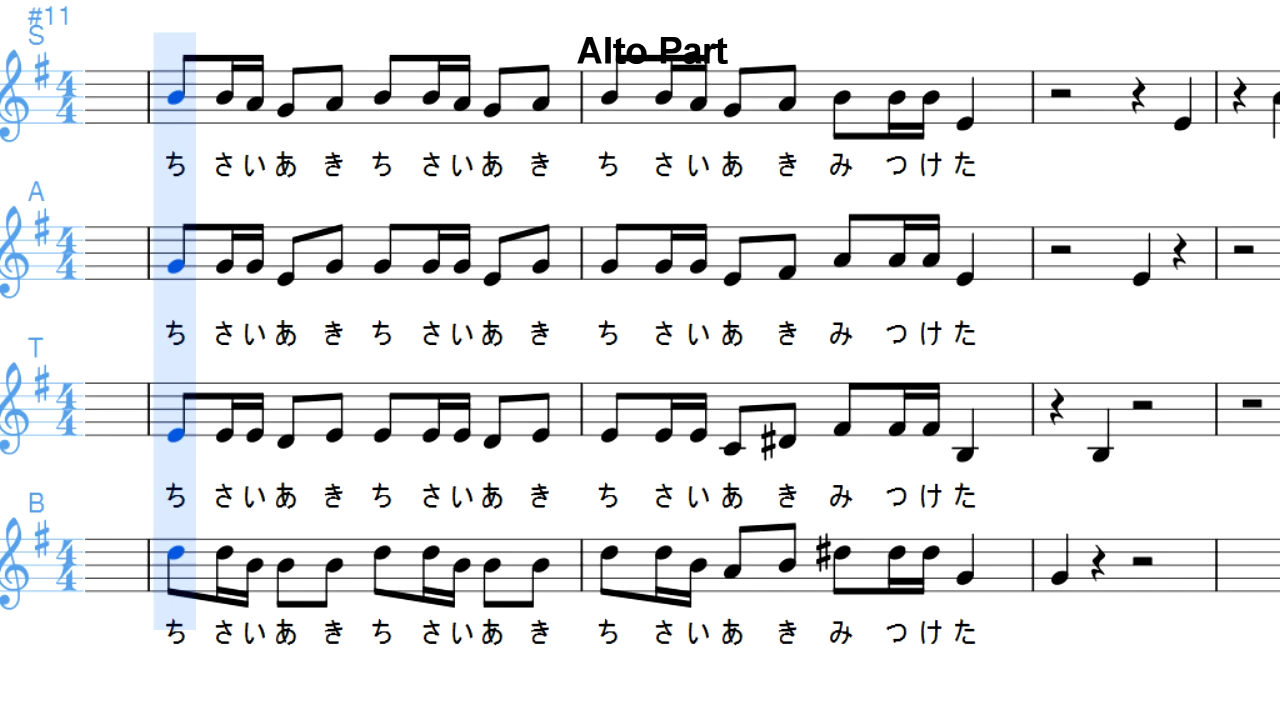 #11
S
Alto Part
ち さ い あ き ち さ い あ き ち さ い あ き み つ け た
A
ち さ い あ き ち さ い あ き ち さ い あ き み つ け た
T
ち さ い あ き ち さ い あ き ち さ い あ き み つ け た
B
ち さ い あ き ち さ い あ き ち さ い あ き み つ け た